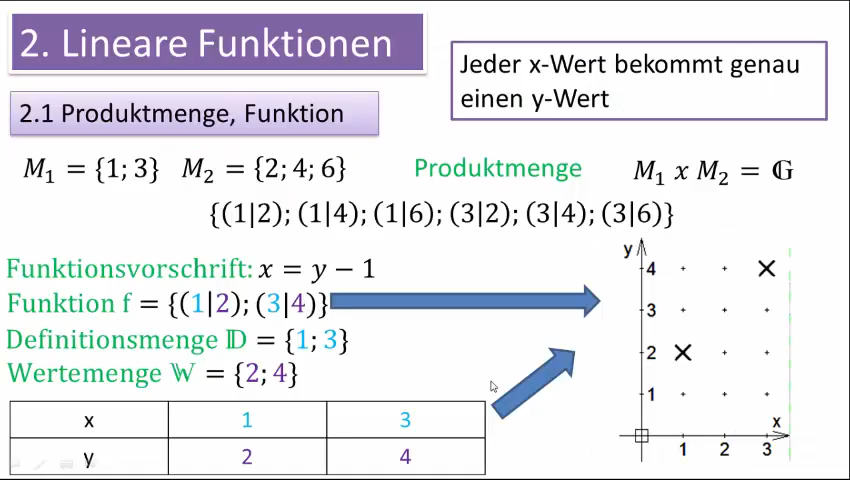 2. Lineare Funktionen
Jeder x-Wert bekommt genau
einen y-Wert
2.1 Produktmenge, Funktion
M₁ = {1; 3} M₂ = {2; 4; 6} Produktmenge M₁ x M₂ = 𝔾
{(1|2); (1|4); (1|6); (3|2); (3|4); (3|6)}
Funktionsvorschrift: x = y − 1
Funktion f = {(1|2); (3|4)}
Definitionsmenge 𝔻 = {1; 3}
Wertemenge 𝕎 = {2; 4}
x 1 3
y 2 4
y
4
3
2
1
x
1 2 3